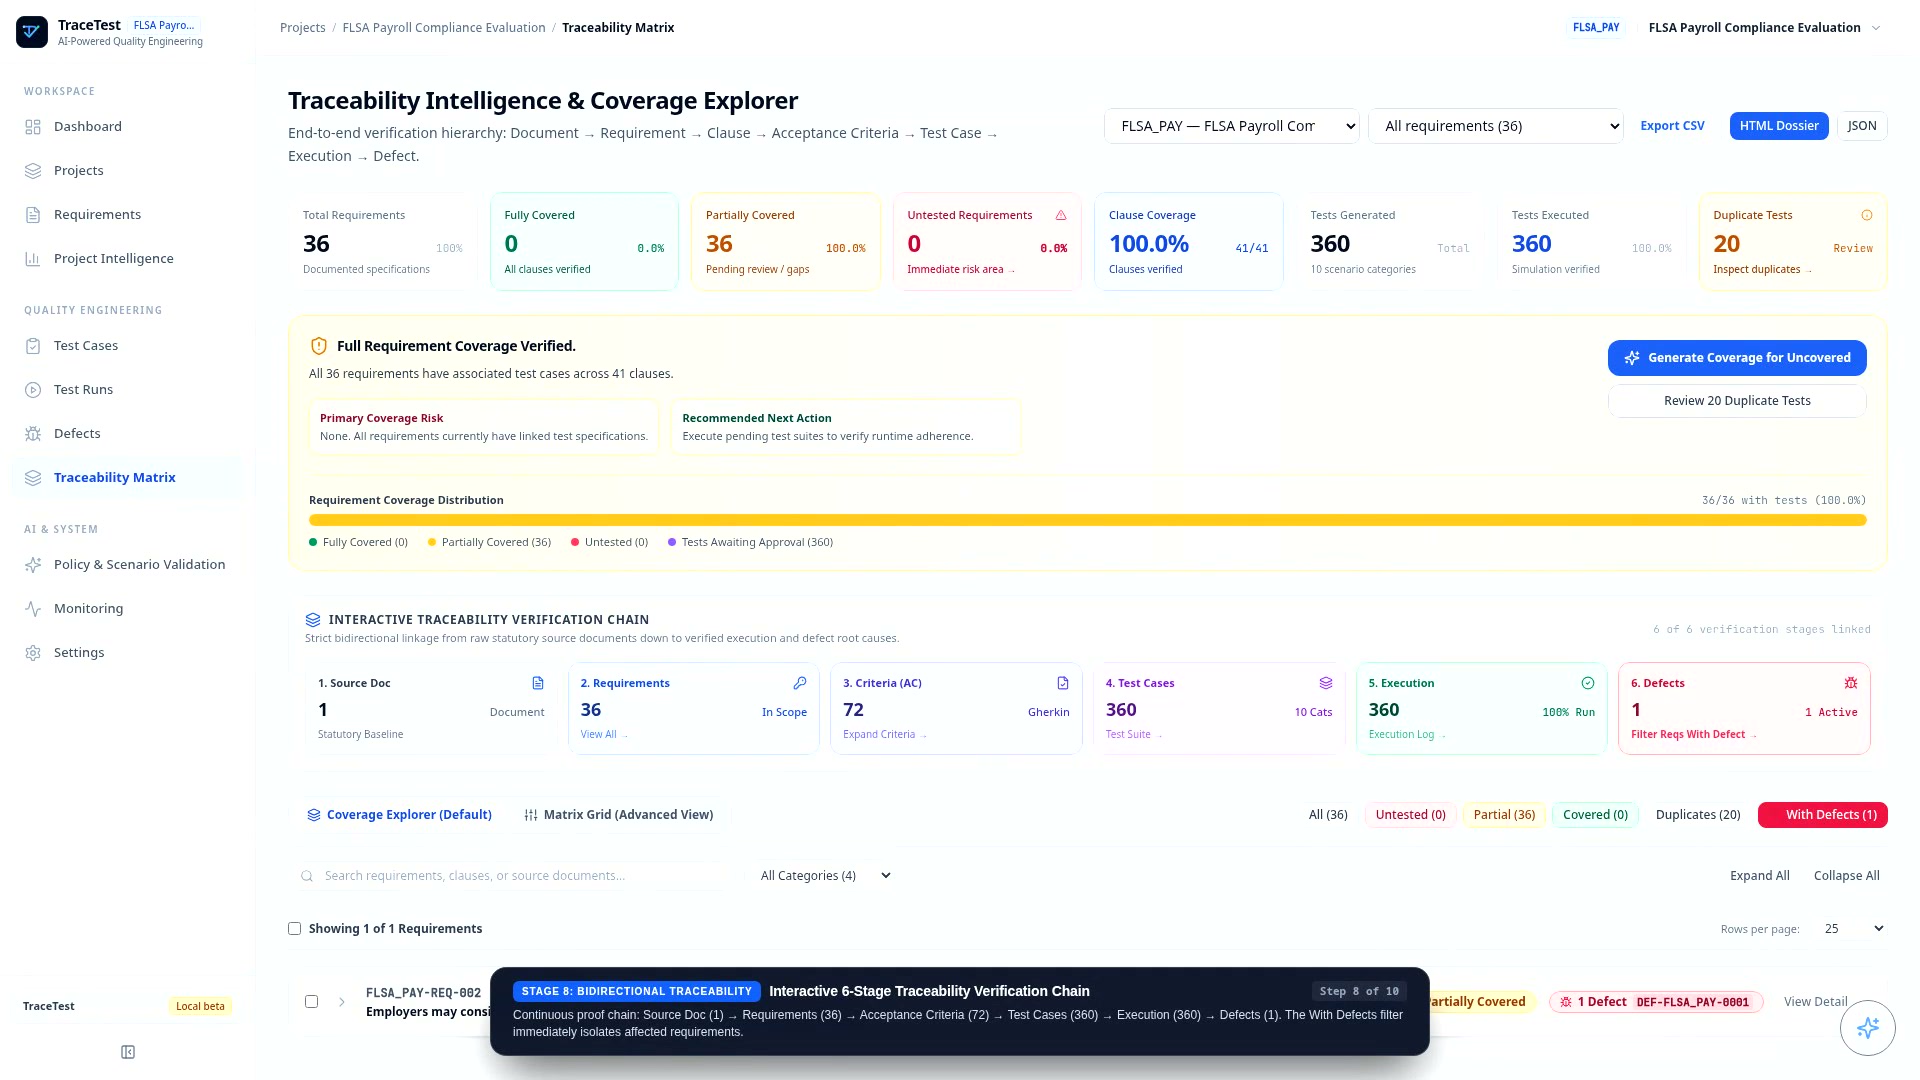 TraceTest FLSA Payro...
AI-Powered Quality Engineering
WORKSPACE
Dashboard
Projects
Requirements
Project Intelligence
QUALITY ENGINEERING
Test Cases
Test Runs
Defects
Traceability Matrix
AI & SYSTEM
Policy & Scenario Validation
Monitoring
Settings
TraceTest Local beta
Projects / FLSA Payroll Compliance Evaluation / Traceability Matrix
FLSA_PAY FLSA Payroll Compliance Evaluation
Traceability Intelligence & Coverage Explorer
End-to-end verification hierarchy: Document → Requirement → Clause → Acceptance Criteria → Test Case →
Execution → Defect.
FLSA_PAY — FLSA Payroll Com
All requirements (36)
Export CSV
HTML Dossier
JSON
Total Requirements
36 100%
Documented specifications
Fully Covered
0 0.0%
All clauses verified
Partially Covered
36 100.0%
Pending review / gaps
Untested Requirements
0 0.0%
Immediate risk area →
Clause Coverage
100.0% 41/41
Clauses verified
Tests Generated
360 Total
10 scenario categories
Tests Executed
360 100.0%
Simulation verified
Duplicate Tests
20 Review
Inspect duplicates →
Full Requirement Coverage Verified.
All 36 requirements have associated test cases across 41 clauses.
Generate Coverage for Uncovered
Review 20 Duplicate Tests
Primary Coverage Risk
None. All requirements currently have linked test specifications.
Recommended Next Action
Execute pending test suites to verify runtime adherence.
Requirement Coverage Distribution 36/36 with tests (100.0%)
Fully Covered (0) Partially Covered (36) Untested (0) Tests Awaiting Approval (360)
INTERACTIVE TRACEABILITY VERIFICATION CHAIN
Strict bidirectional linkage from raw statutory source documents down to verified execution and defect root causes.
6 of 6 verification stages linked
1. Source Doc
1 Document
Statutory Baseline
2. Requirements
36 In Scope
View All →
3. Criteria (AC)
72 Gherkin
Expand Criteria →
4. Test Cases
360 10 Cats
Test Suite →
5. Execution
360 100% Run
Execution Log →
6. Defects
1 1 Active
Filter Reqs With Defect →
Coverage Explorer (Default) Matrix Grid (Advanced View)
All (36) Untested (0) Partial (36) Covered (0) Duplicates (20) With Defects (1)
Search requirements, clauses, or source documents...
All Categories (4)
Expand All Collapse All
Showing 1 of 1 Requirements
Rows per page: 25
FLSA_PAY-REQ-002
Employers may consi
Partially Covered 1 Defect DEF-FLSA_PAY-0001 View Detail
STAGE 8: BIDIRECTIONAL TRACEABILITY Interactive 6-Stage Traceability Verification Chain Step 8 of 10
Continuous proof chain: Source Doc (1) → Requirements (36) → Acceptance Criteria (72) → Test Cases (360) → Execution (360) → Defects (1). The With Defects filter
immediately isolates affected requirements.